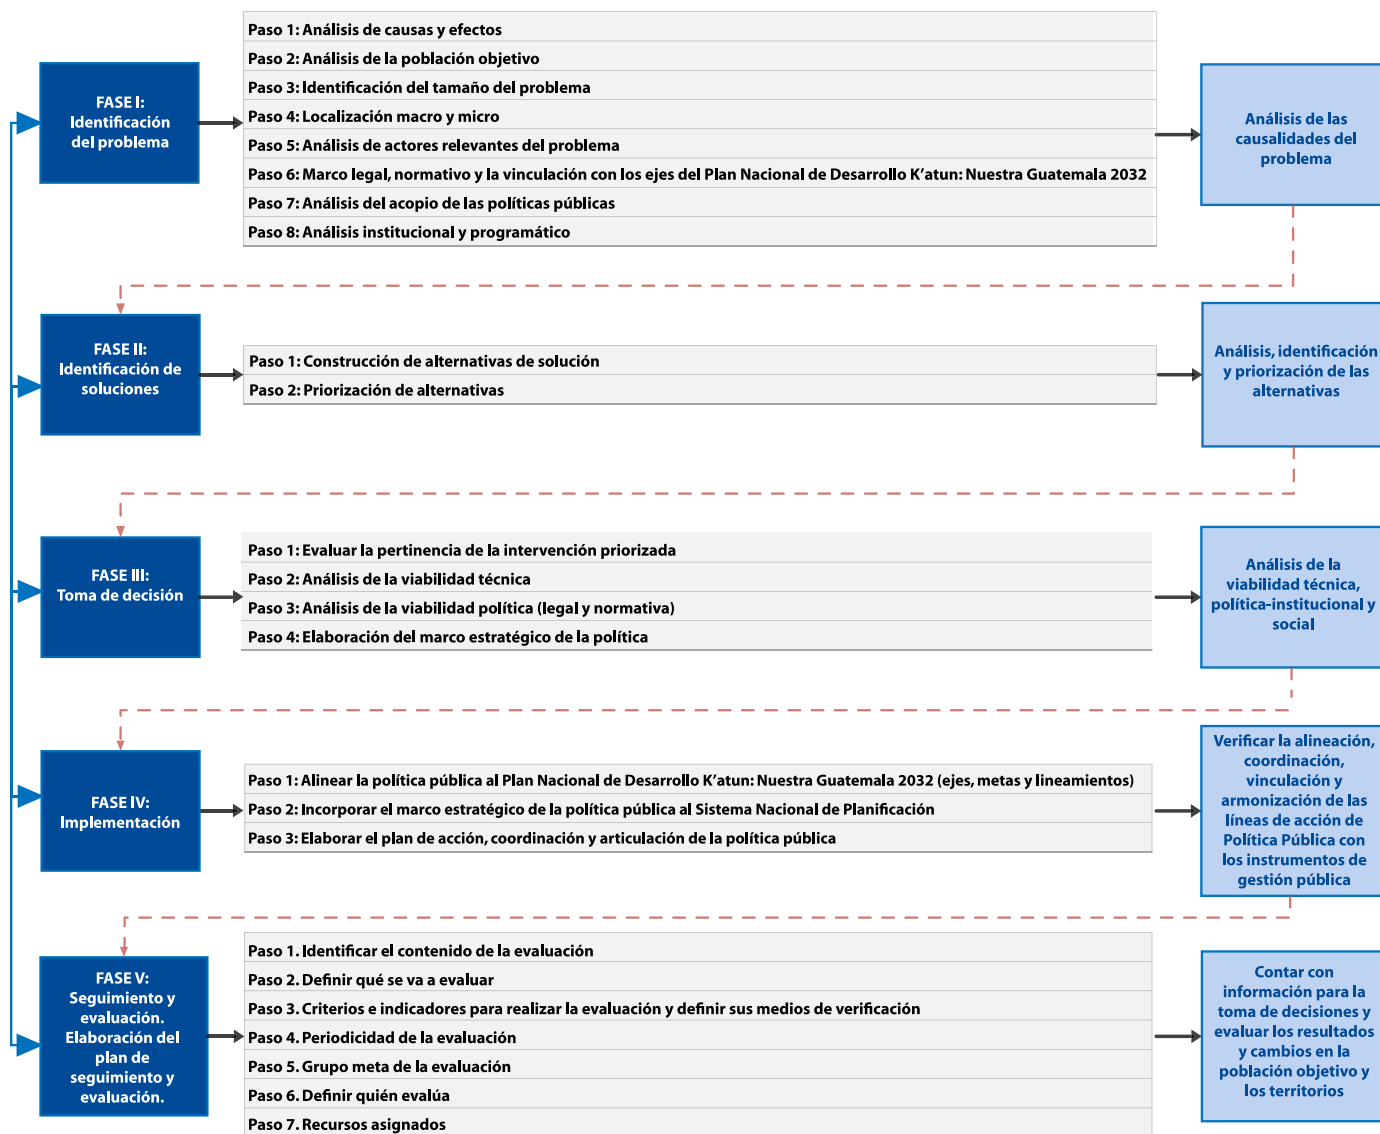 FASE I:
Identificación
del problema
Paso 1: Análisis de causas y efectos
Paso 2: Análisis de la población objetivo
Paso 3: Identificación del tamaño del problema
Paso 4: Localización macro y micro
Paso 5: Análisis de actores relevantes del problema
Paso 6: Marco legal, normativo y la vinculación con los ejes del Plan Nacional de Desarrollo K’atun: Nuestra Guatemala 2032
Paso 7: Análisis del acopio de las políticas públicas
Paso 8: Análisis institucional y programático
Análisis de las
causalidades del
problema
FASE II:
Identificación de
soluciones
Paso 1: Construcción de alternativas de solución
Paso 2: Priorización de alternativas
Análisis, identificación
y priorización de las
alternativas
FASE III:
Toma de decisión
Paso 1: Evaluar la pertinencia de la intervención priorizada
Paso 2: Análisis de la viabilidad técnica
Paso 3: Análisis de la viabilidad política (legal y normativa)
Paso 4: Elaboración del marco estratégico de la política
Análisis de la
viabilidad técnica,
política-institucional y
social
FASE IV:
Implementación
Paso 1: Alinear la política pública al Plan Nacional de Desarrollo K’atun: Nuestra Guatemala 2032 (ejes, metas y lineamientos)
Paso 2: Incorporar el marco estratégico de la política pública al Sistema Nacional de Planificación
Paso 3: Elaborar el plan de acción, coordinación y articulación de la política pública
Verificar la alineación,
coordinación,
vinculación y
armonización de las
líneas de acción de
Política Pública con
los instrumentos de
gestión pública
FASE V:
Seguimiento y
evaluación.
Elaboración del
plan de
seguimiento y
evaluación.
Paso 1. Identificar el contenido de la evaluación
Paso 2. Definir qué se va a evaluar
Paso 3. Criterios e indicadores para realizar la evaluación y definir sus medios de verificación
Paso 4. Periodicidad de la evaluación
Paso 5. Grupo meta de la evaluación
Paso 6. Definir quién evalúa
Paso 7. Recursos asignados
Contar con
información para la
toma de decisiones y
evaluar los resultados
y cambios en la
población objetivo y
los territorios